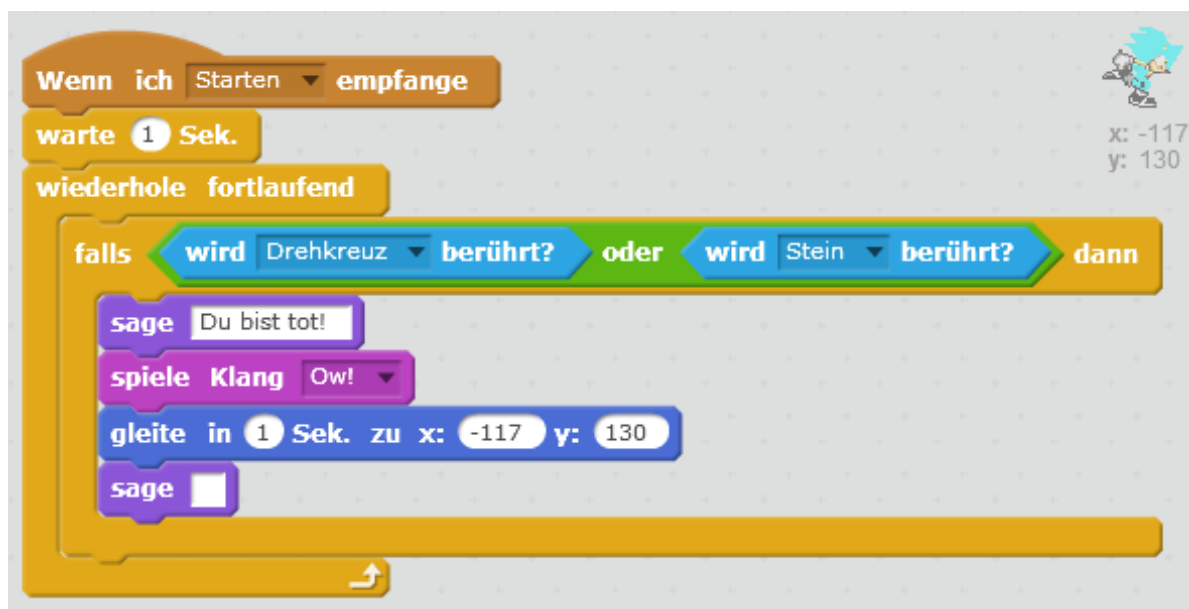 Wenn ich Starten empfange
warte 1 Sek.
x: -117
y: 130
wiederhole fortlaufend
falls wird Drehkreuz berührt? oder wird Stein berührt? dann
sage Du bist tot!
spiele Klang Ow!
gleite in 1 Sek. zu x: -117 y: 130
sage